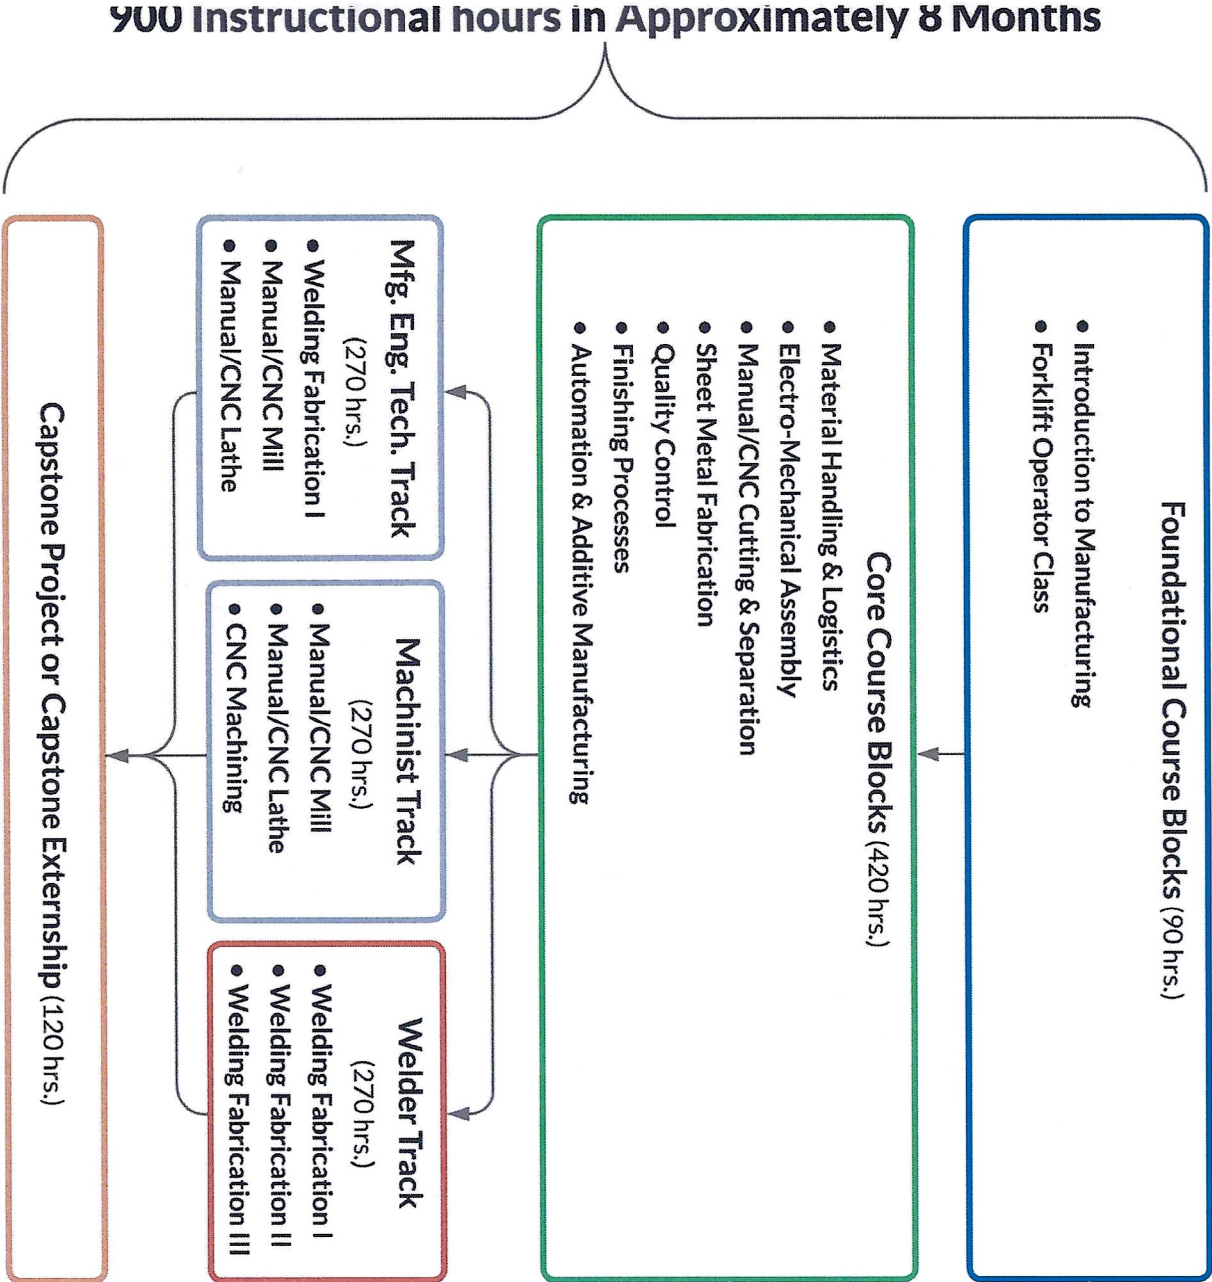 900 Instructional hours in Approximately 8 Months
Foundational Course Blocks (90 hrs.)
• Introduction to Manufacturing
• Forklift Operator Class
Core Course Blocks (420 hrs.)
• Material Handling & Logistics
• Electro-Mechanical Assembly
• Manual/CNC Cutting & Separation
• Sheet Metal Fabrication
• Quality Control
• Finishing Processes
• Automation & Additive Manufacturing
Mfg. Eng. Tech. Track
(270 hrs.)
• Welding Fabrication I
• Manual/CNC Mill
• Manual/CNC Lathe
Machinist Track
(270 hrs.)
• Manual/CNC Mill
• Manual/CNC Lathe
• CNC Machining
Welder Track
(270 hrs.)
• Welding Fabrication I
• Welding Fabrication II
• Welding Fabrication III
Capstone Project or Capstone Externship (120 hrs.)